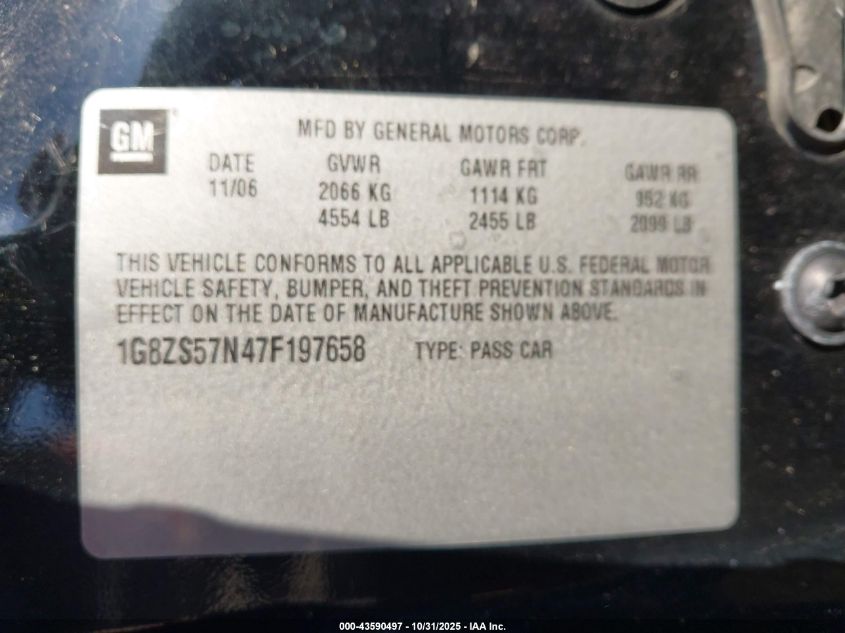 GM
MFD BY GENERAL MOTORS CORP.
DATE GVWR GAWR FRT GAWR RR
11/06 2066 KG 1114 KG 952 KG
4554 LB 2455 LB 2099 LB
THIS VEHICLE CONFORMS TO ALL APPLICABLE U.S. FEDERAL MOTOR
VEHICLE SAFETY, BUMPER, AND THEFT PREVENTION STANDARDS IN
EFFECT ON THE DATE OF MANUFACTURE SHOWN ABOVE.
1G8ZS57N47F197658 TYPE: PASS CAR
000-43590497 - 10/31/2025 - IAA Inc.